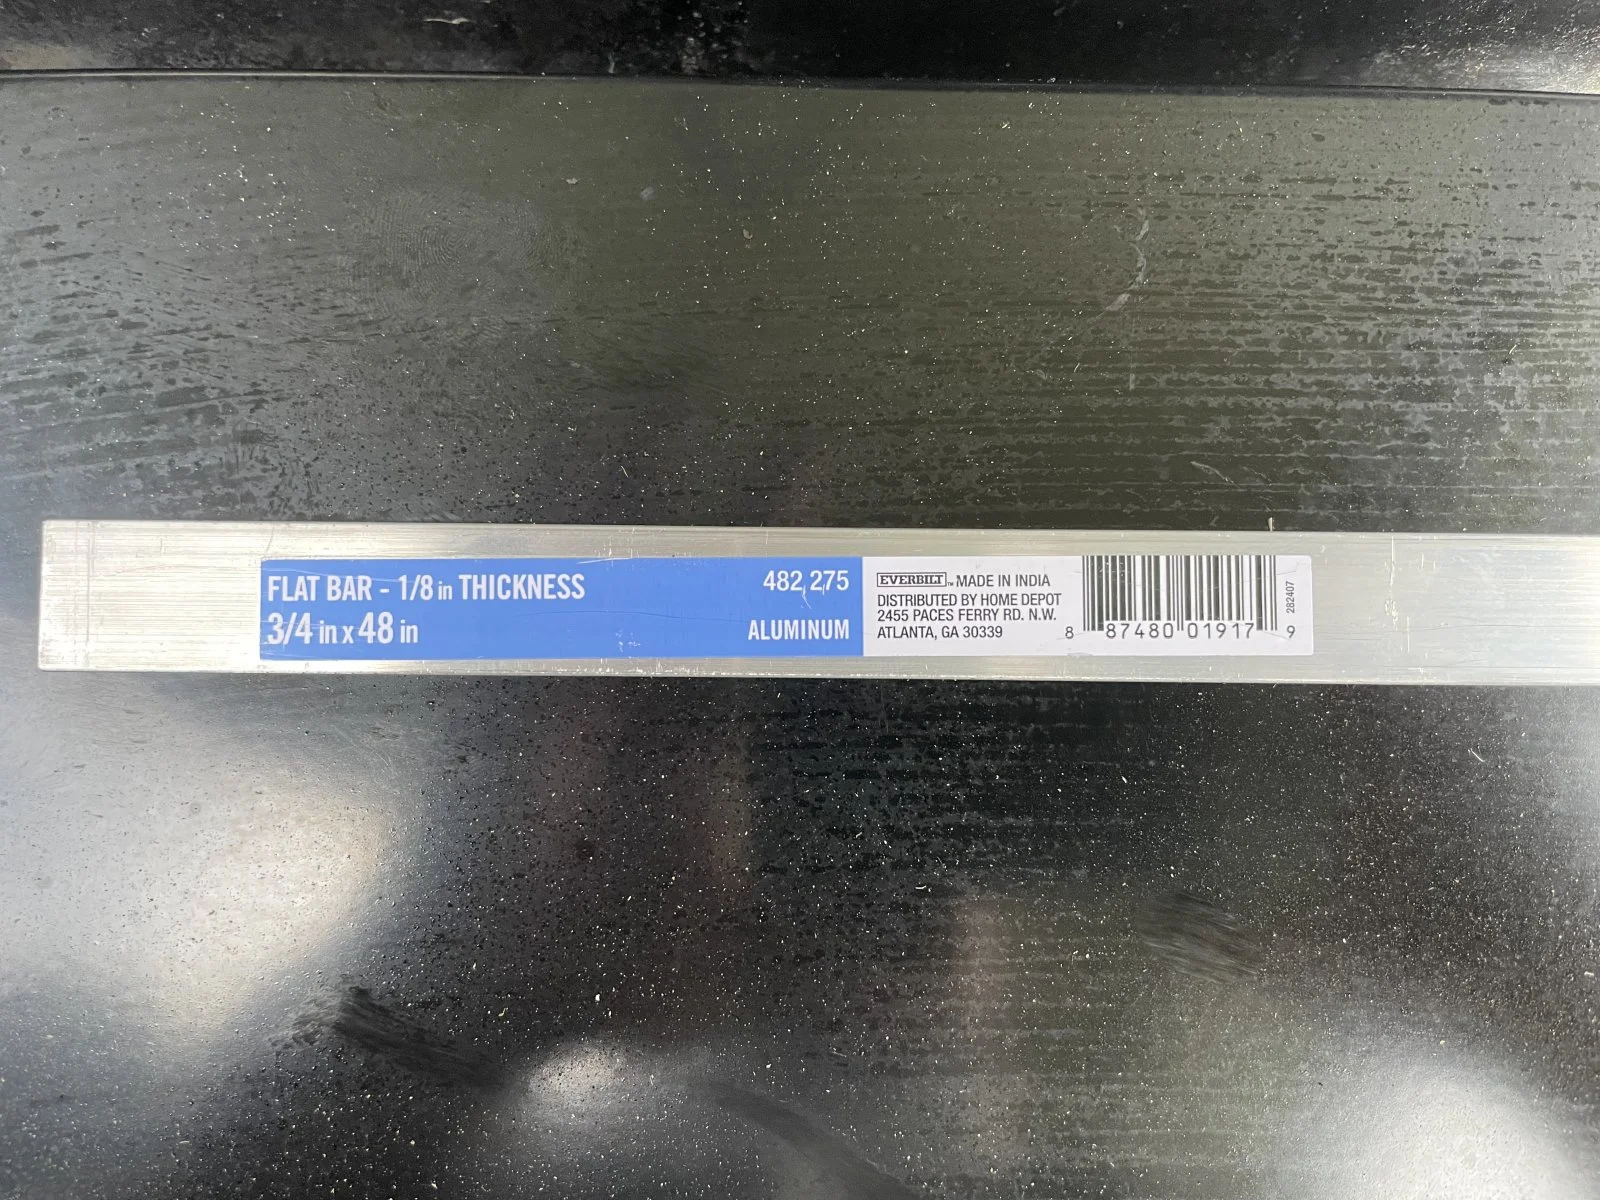 FLAT BAR - 1/8 in THICKNESS
3/4 in x 48 in
482 275
ALUMINUM
EVERBILT™ MADE IN INDIA
DISTRIBUTED BY HOME DEPOT
2455 PACES FERRY RD. N.W.
ATLANTA, GA 30339
8 87480 01917 9
282407